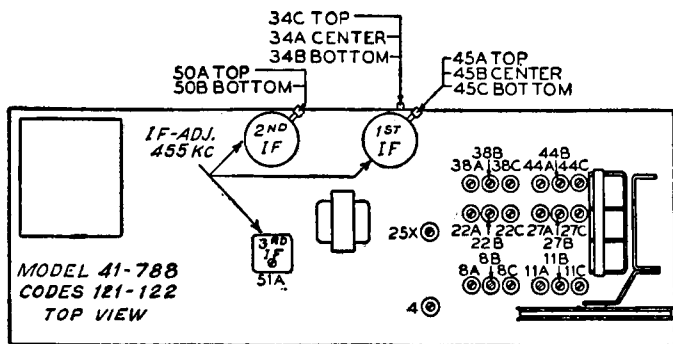 34C TOP
34A CENTER
34B BOTTOM
45A TOP
45B CENTER
45C BOTTOM
50A TOP
50B BOTTOM
IF-ADJ.
455 KC
2ND
IF
1ST
IF
38B
38A 38C
44B
44A 44C
22A 22C
22B
27A 27C
27B
25X
3RD
IF
51A
8B
8A 8C
11B
11A 11C
4
MODEL 41-788
CODES 121-122
TOP VIEW